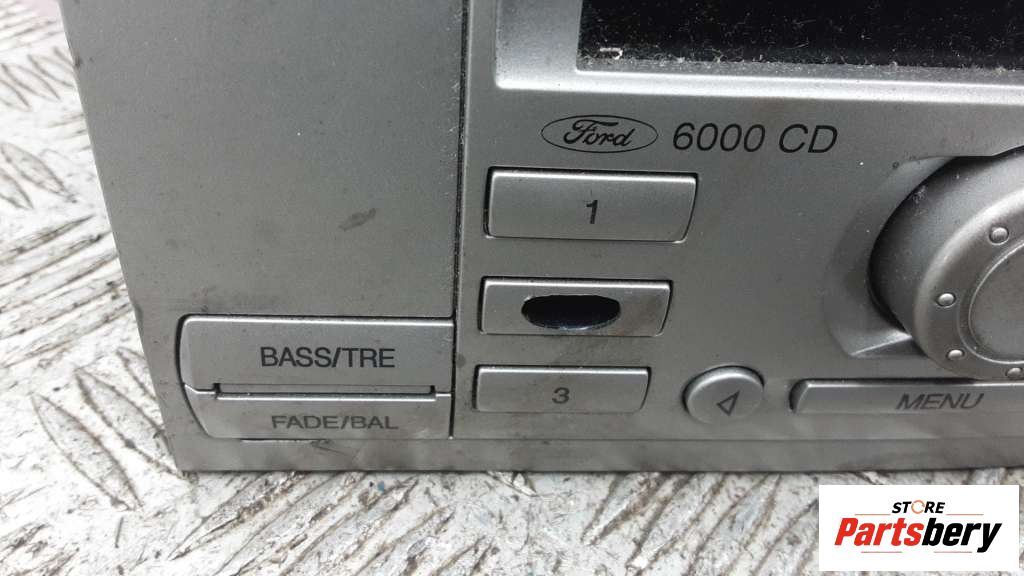 Ford 6000 CD
1
BASS/TRE
3
FADE/BAL
MENU
STORE
Partsbery